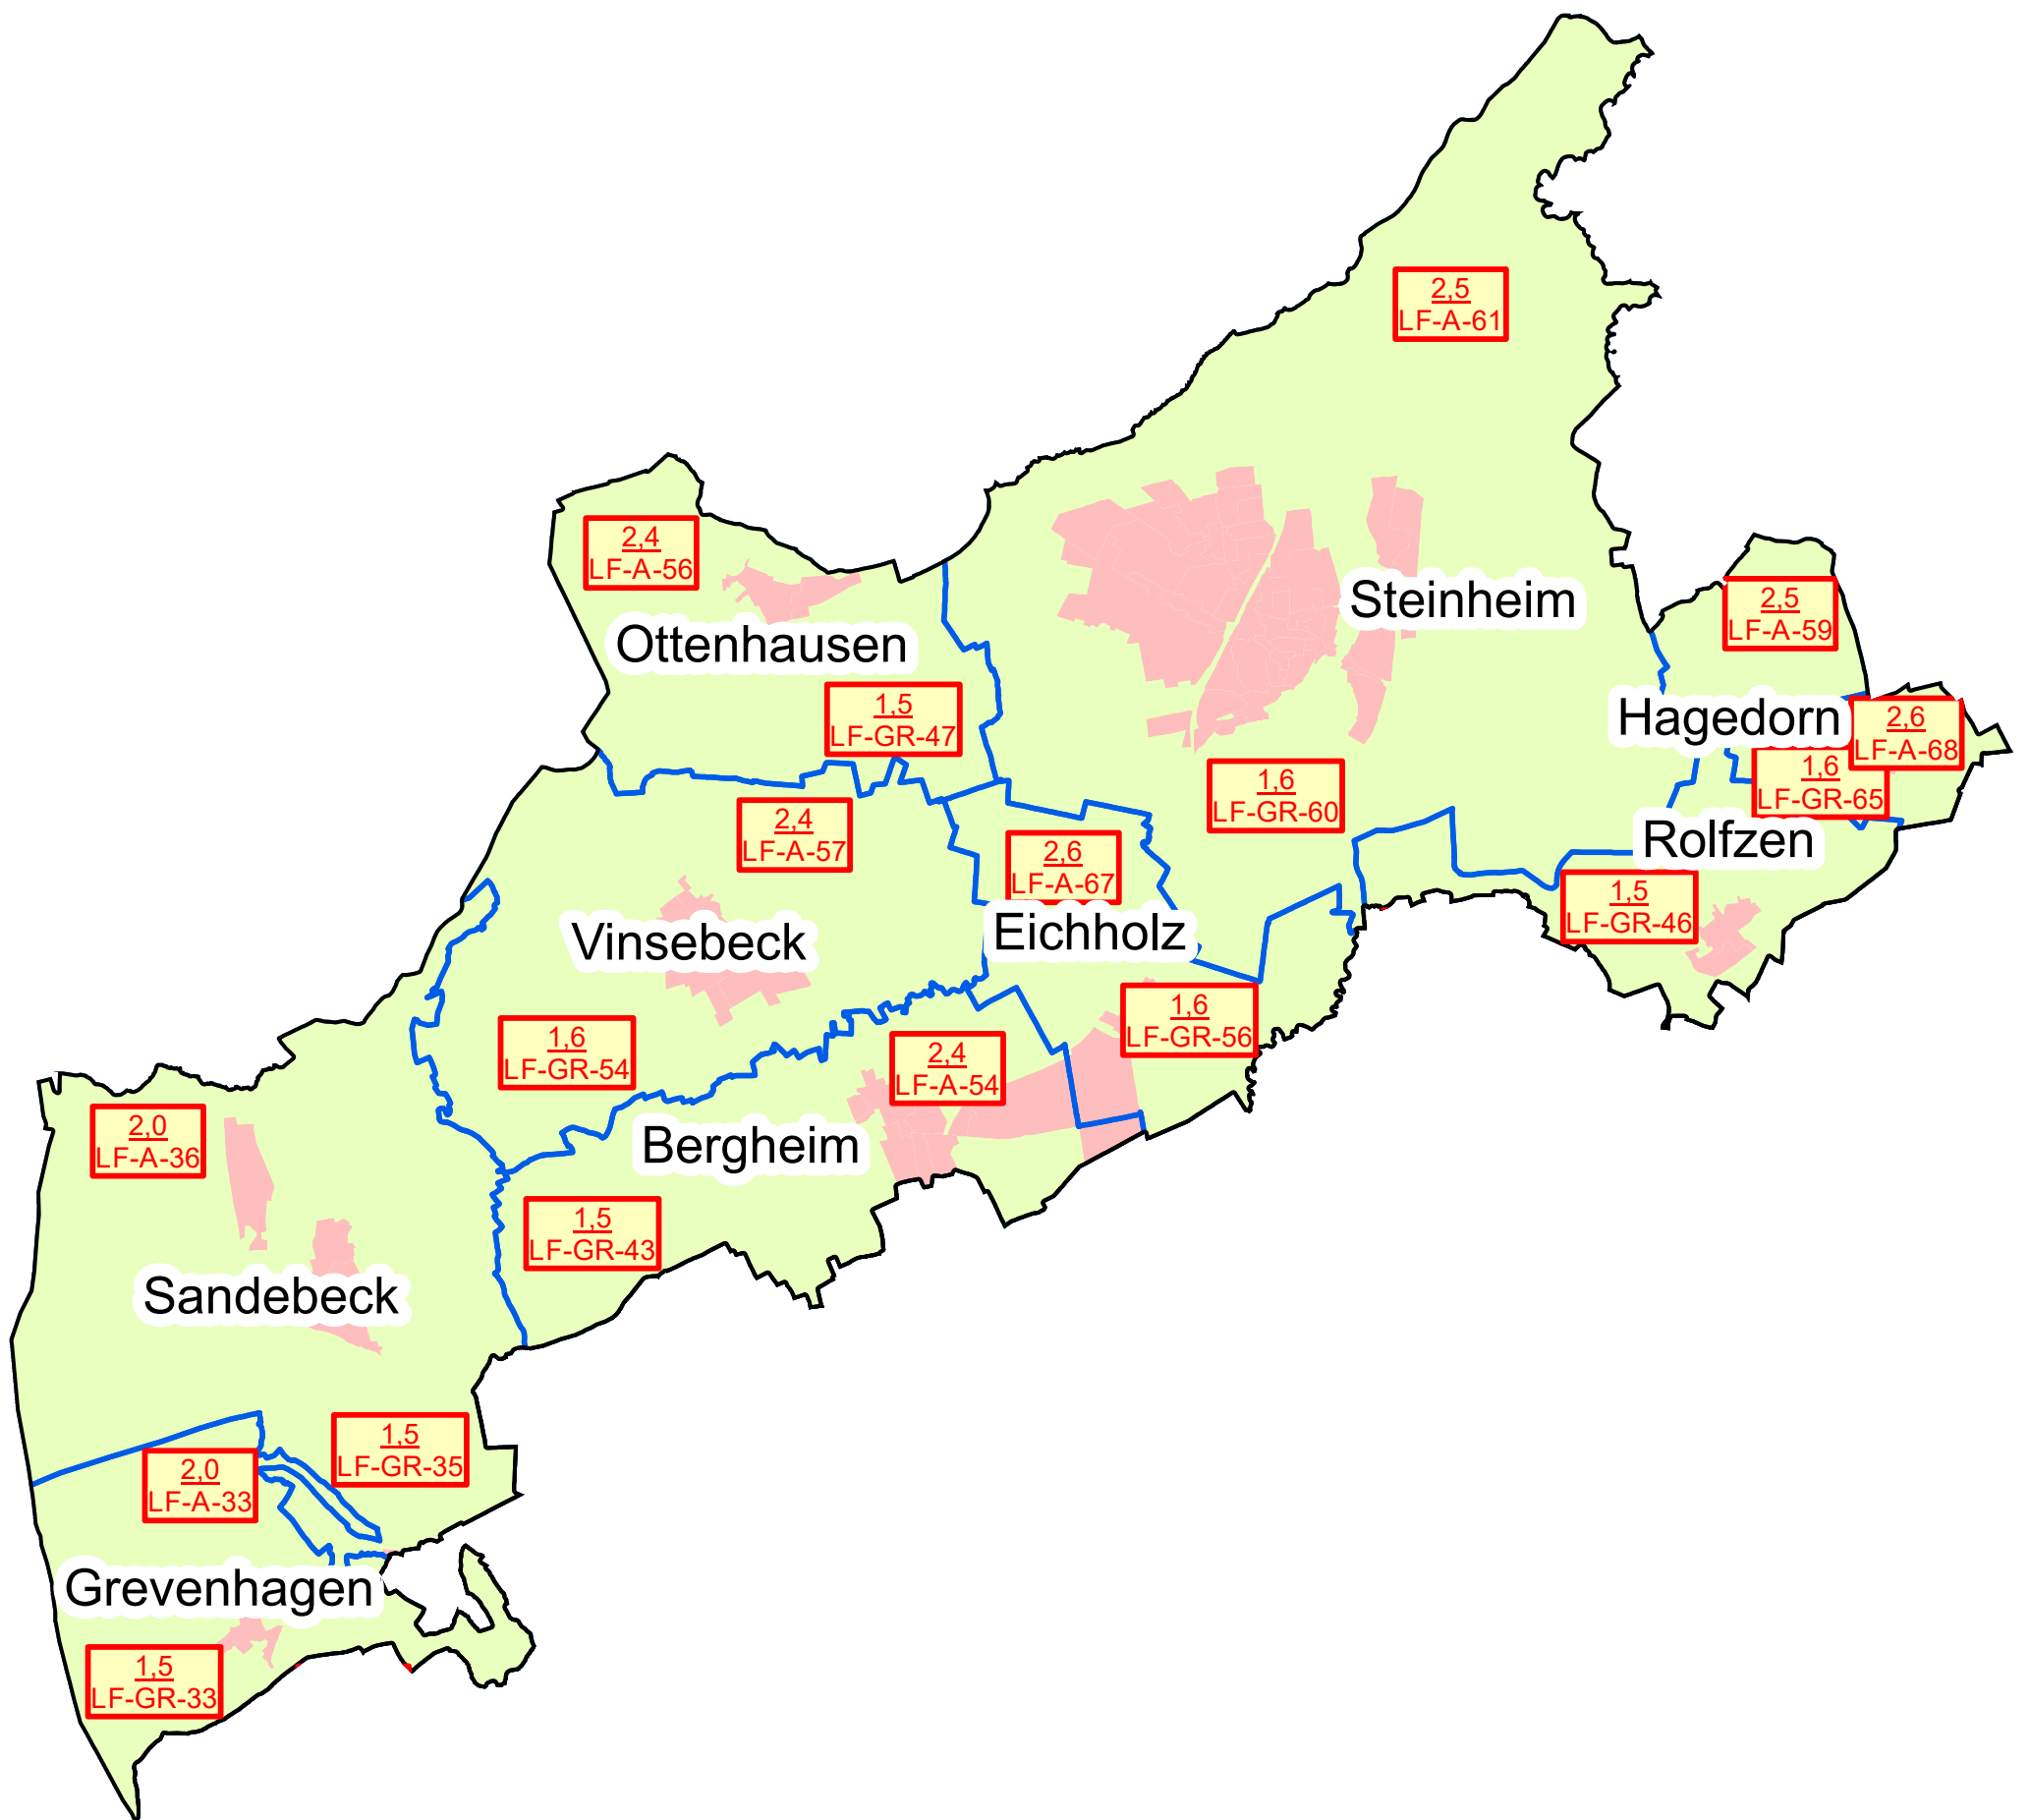 2,5
LF-A-61
2,4
LF-A-56
Steinheim
2,5
LF-A-59
Ottenhausen
1,5
LF-GR-47
Hagedorn
2,6
LF-A-68
1,6
LF-GR-65
1,6
LF-GR-60
2,4
LF-A-57
Rolfzen
2,6
LF-A-67
1,5
LF-GR-46
Vinsebeck
Eichholz
1,6
LF-GR-56
1,6
LF-GR-54
2,4
LF-A-54
2,0
LF-A-36
Bergheim
1,5
LF-GR-43
Sandebeck
1,5
LF-GR-35
2,0
LF-A-33
Grevenhagen
1,5
LF-GR-33